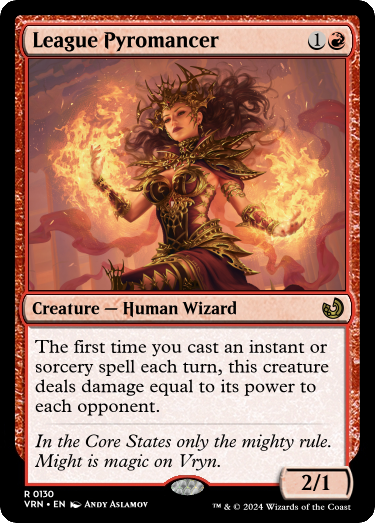 League Pyromancer 1
Creature — Human Wizard
The first time you cast an instant or
sorcery spell each turn, this creature
deals damage equal to its power to
each opponent.
In the Core States only the mighty rule.
Might is magic on Vryn.
2/1
R 0130
VRN • EN Andy Aslamov
™ & © 2024 Wizards of the Coast